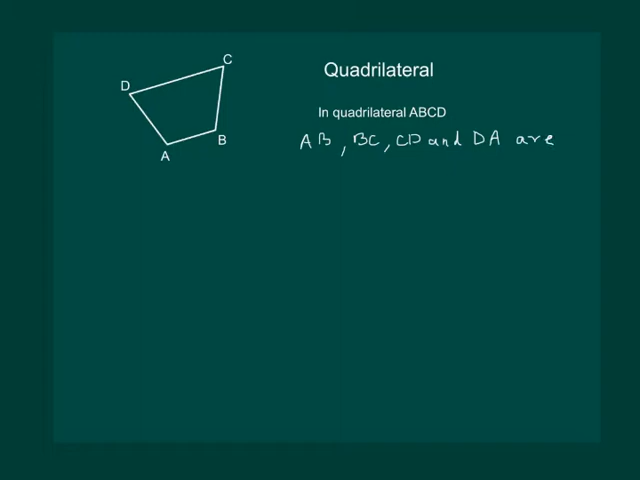 C
D
Quadrilateral
In quadrilateral ABCD
AB, BC, CD and DA are
B
A